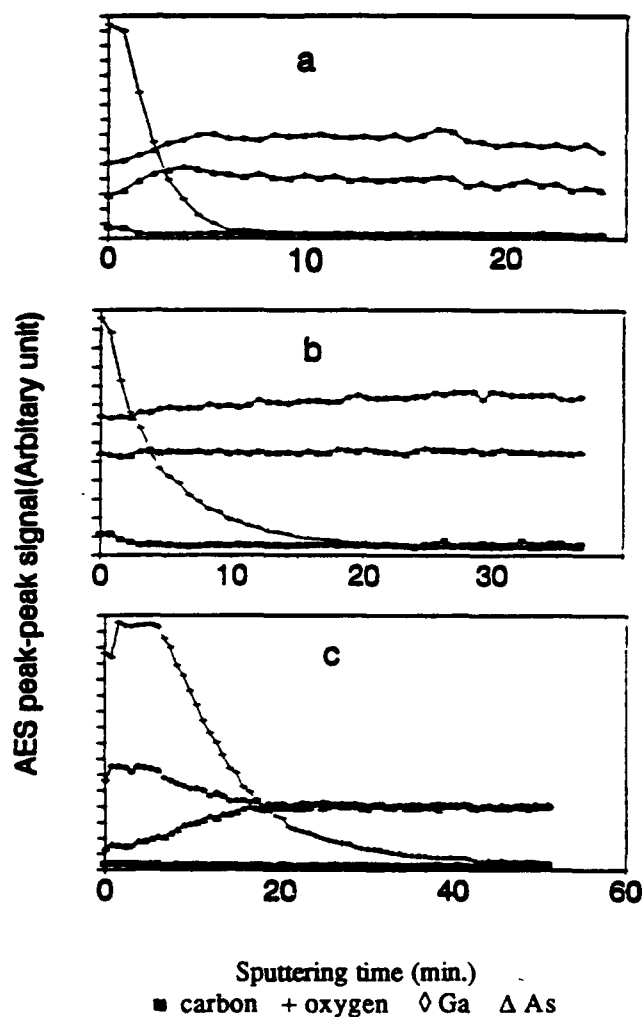 a
0 10 20
b
0 10 20 30
c
0 20 40 60
AES peak-peak signal(Arbitary unit)
Sputtering time (min.)
■ carbon + oxygen ◊ Ga Δ As